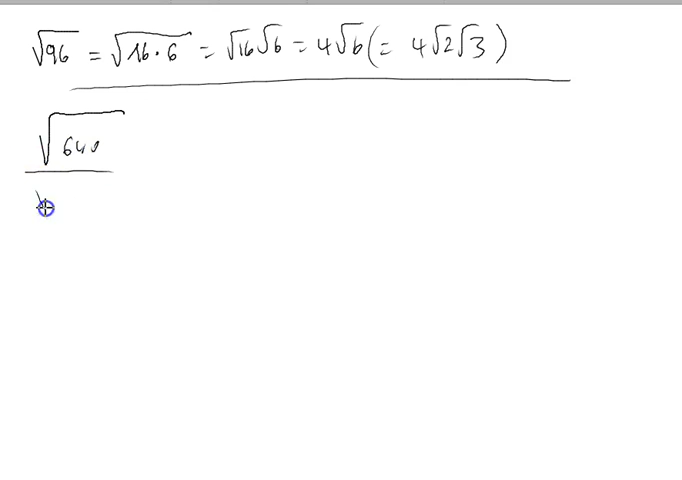 √96 = √16·6 = √16√6 = 4√6 (= 4√2√3)
√640